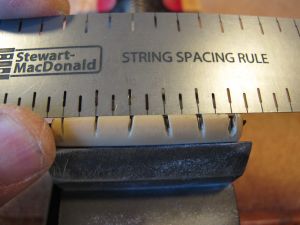 Stewart-
MacDonald
STRING SPACING RULE